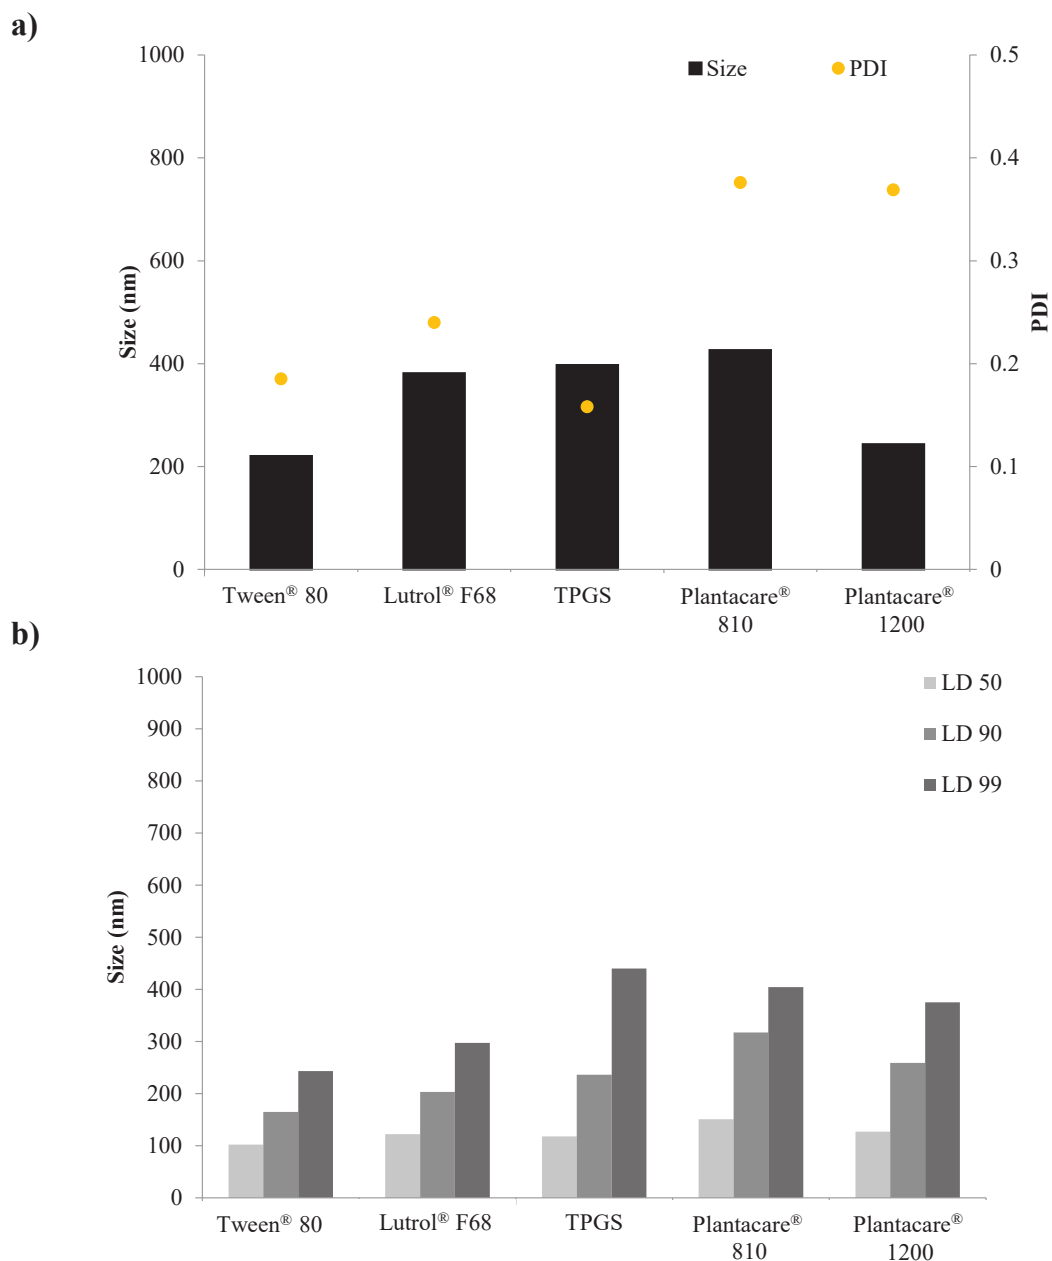 a)
Size
PDI
1000
800
600
400
200
0
Size (nm)
0.5
0.4
0.3
0.2
0.1
0
PDI
Tween® 80
Lutrol® F68
TPGS
Plantacare®
810
Plantacare®
1200
b)
LD 50
LD 90
LD 99
1000
900
800
700
600
500
400
300
200
100
0
Size (nm)
Tween® 80
Lutrol® F68
TPGS
Plantacare®
810
Plantacare®
1200